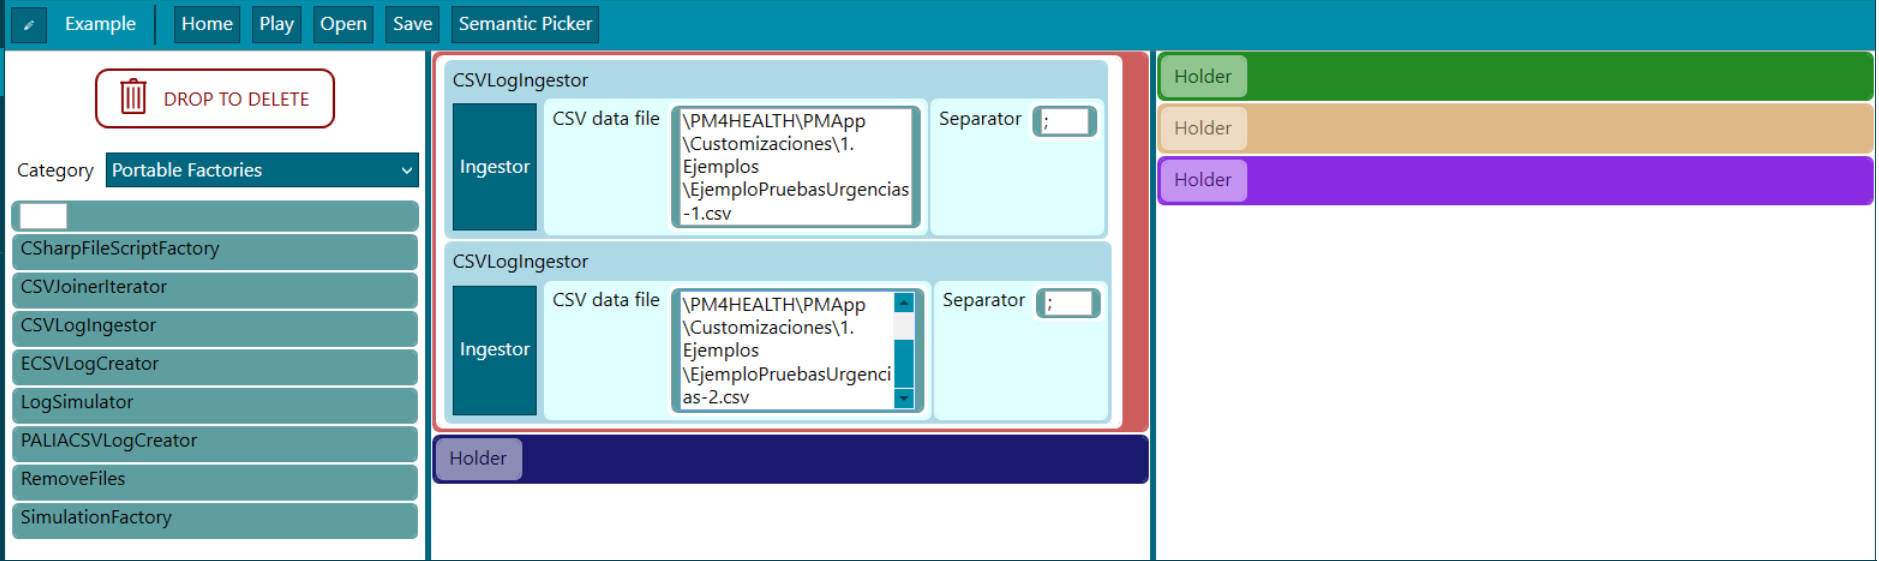 Example Home Play Open Save Semantic Picker
DROP TO DELETE
Category Portable Factories
CSharpFileScriptFactory
CSVJoinerIterator
CSVLogIngestor
ECSVLogCreator
LogSimulator
PALIACSVLogCreator
RemoveFiles
SimulationFactory
CSVLogIngestor
Ingestor
CSV data file
\PM4HEALTH\PMApp
\Customizaciones\1.
Ejemplos
\EjemploPruebasUrgencias
-1.csv
Separator ;
CSVLogIngestor
Ingestor
CSV data file
\PM4HEALTH\PMApp
\Customizaciones\1.
Ejemplos
\EjemploPruebasUrgenci
as-2.csv
Separator ;
Holder
Holder
Holder
Holder